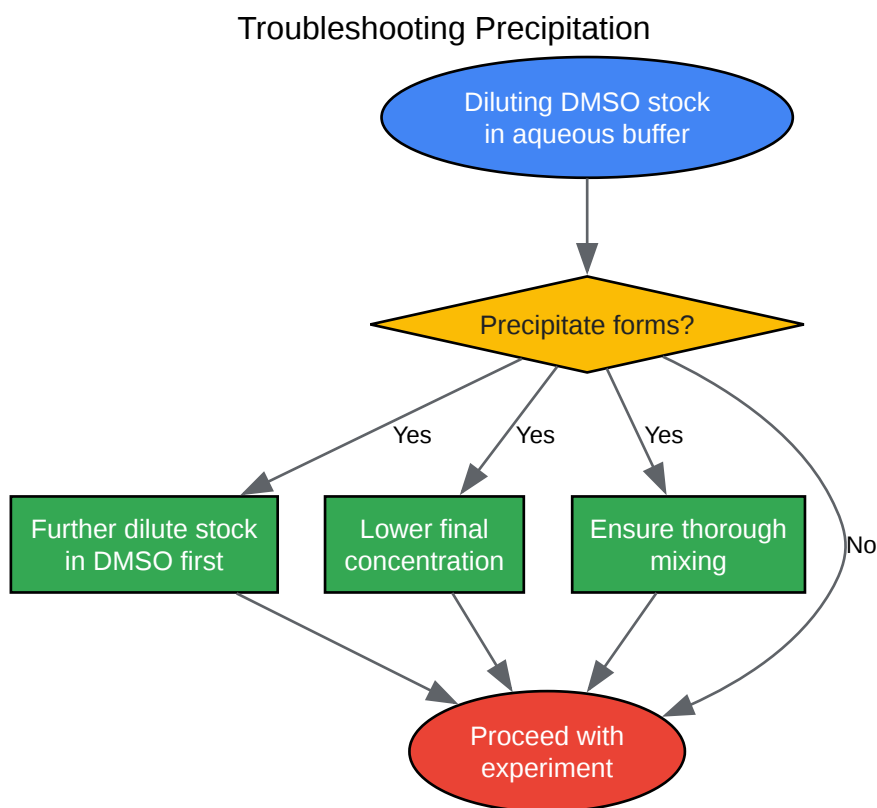 Troubleshooting Precipitation
Diluting DMSO stock
in aqueous buffer
Precipitate forms?
Yes
Yes
Yes
No
Further dilute stock
in DMSO first
Lower final
concentration
Ensure thorough
mixing
Proceed with
experiment